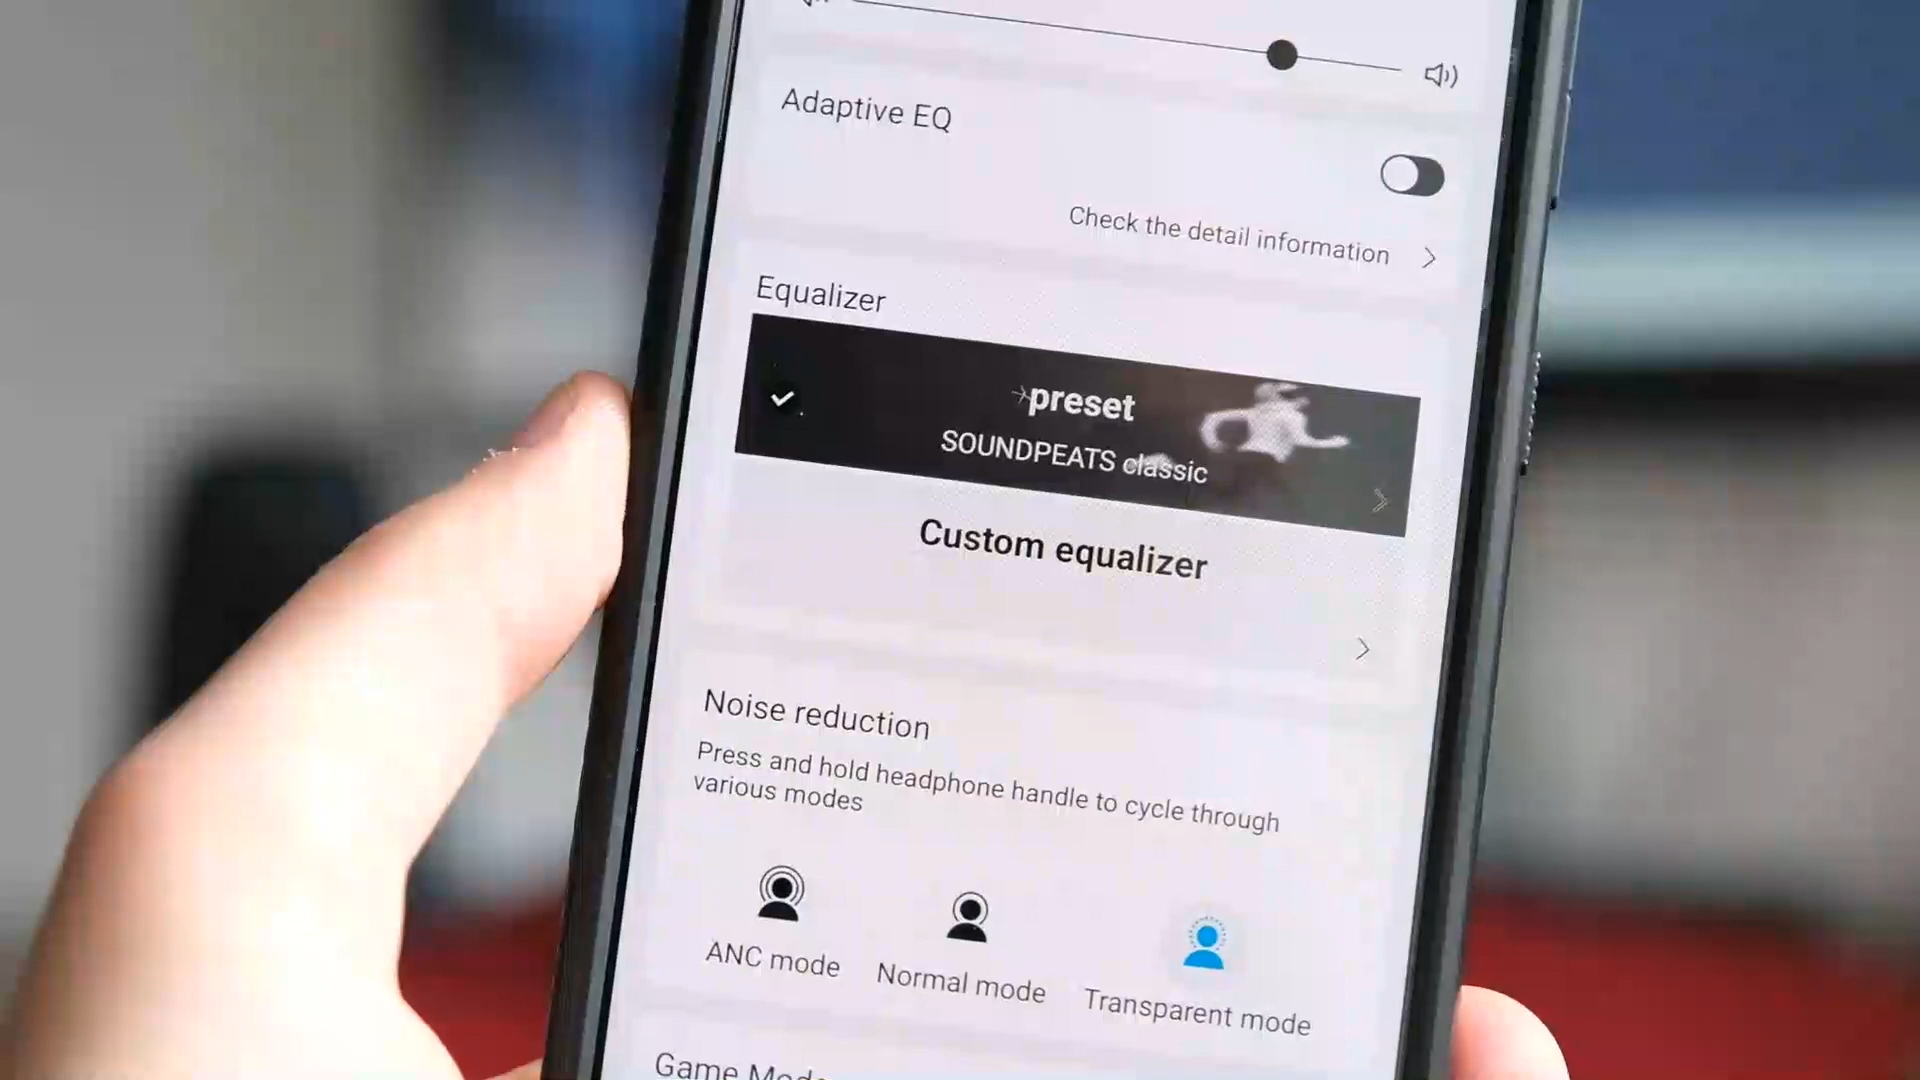 Adaptive EQ
Check the detail information
Equalizer
preset
SOUNDPEATS classic
Custom equalizer
Noise reduction
Press and hold headphone handle to cycle through
various modes
ANC mode
Normal mode
Transparent mode
Game Mode